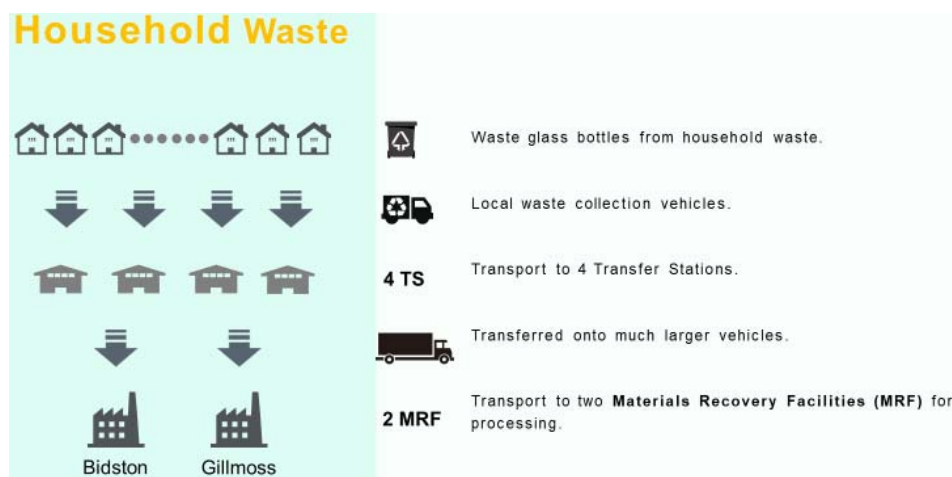 Household Waste
Waste glass bottles from household waste.
Local waste collection vehicles.
4 TS
Transport to 4 Transfer Stations.
Transferred onto much larger vehicles.
2 MRF
Transport to two Materials Recovery Facilities (MRF) for
processing.
Bidston
Gillmoss